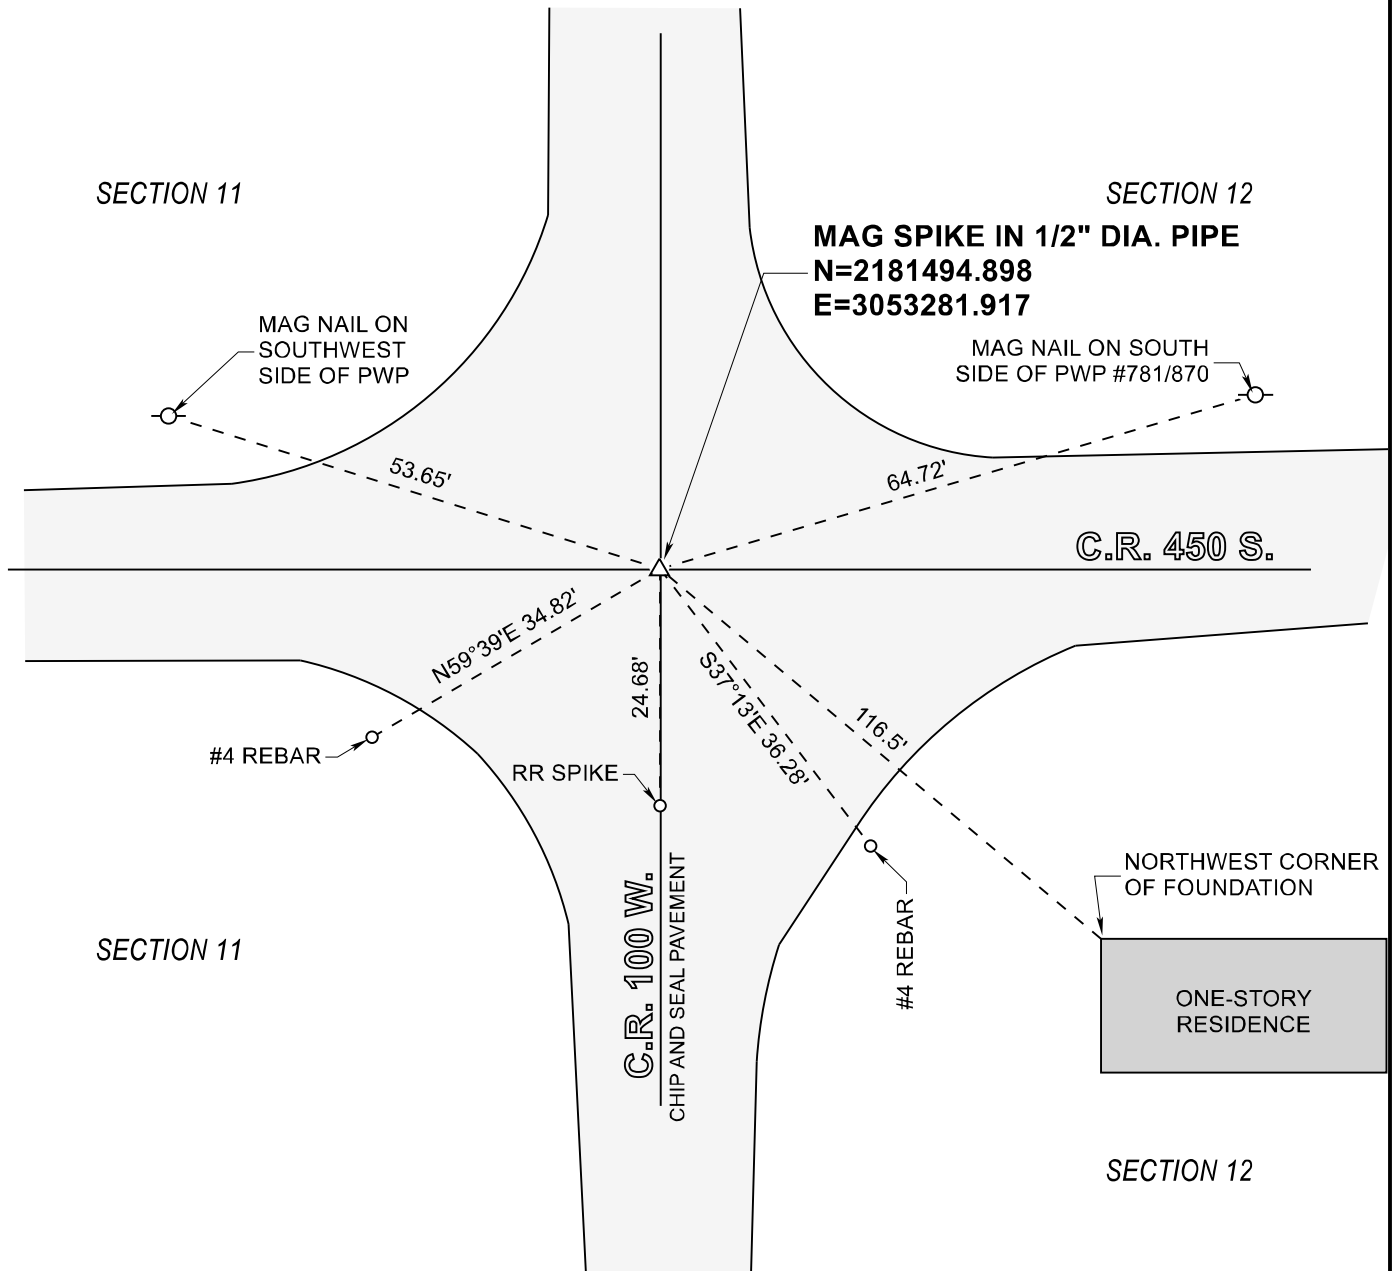 SECTION 11
SECTION 12
MAG SPIKE IN 1/2" DIA. PIPE
N=2181494.898
E=3053281.917
MAG NAIL ON
SOUTHWEST
SIDE OF PWP
MAG NAIL ON SOUTH
SIDE OF PWP #781/870
53.65'
64.72'
C.R. 450 S.
N59°39'E 34.82'
24.68'
S37°13'E 36.28'
116.5'
#4 REBAR
RR SPIKE
C.R. 100 W.
CHIP AND SEAL PAVEMENT
#4 REBAR
NORTHWEST CORNER
OF FOUNDATION
SECTION 11
ONE-STORY
RESIDENCE
SECTION 12